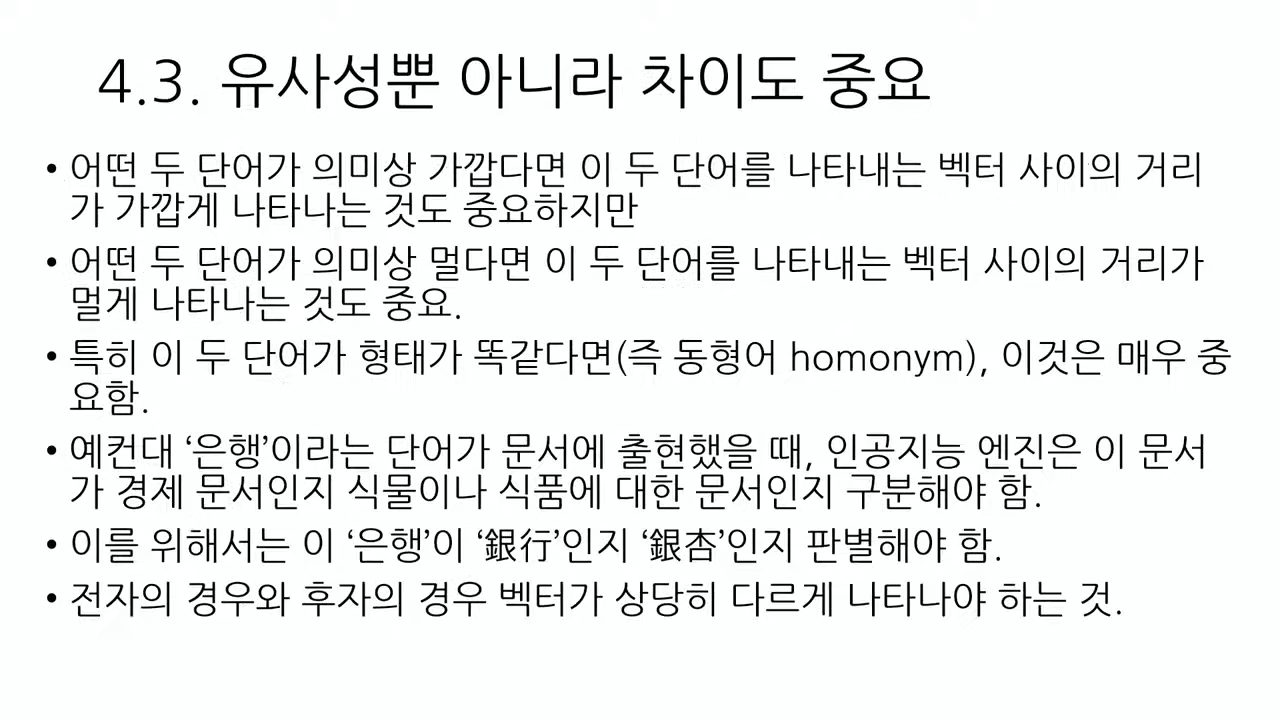 4.3. 유사성뿐 아니라 차이도 중요
• 어떤 두 단어가 의미상 가깝다면 이 두 단어를 나타내는 벡터 사이의 거리
가 가깝게 나타나는 것도 중요하지만
• 어떤 두 단어가 의미상 멀다면 이 두 단어를 나타내는 벡터 사이의 거리가
멀게 나타나는 것도 중요.
• 특히 이 두 단어가 형태가 똑같다면(즉 동형어 homonym), 이것은 매우 중
요함.
• 예컨대 ‘은행’이라는 단어가 문서에 출현했을 때, 인공지능 엔진은 이 문서
가 경제 문서인지 식물이나 식품에 대한 문서인지 구분해야 함.
• 이를 위해서는 이 ‘은행’이 ‘銀行’인지 ‘銀杏’인지 판별해야 함.
• 전자의 경우와 후자의 경우 벡터가 상당히 다르게 나타나야 하는 것.